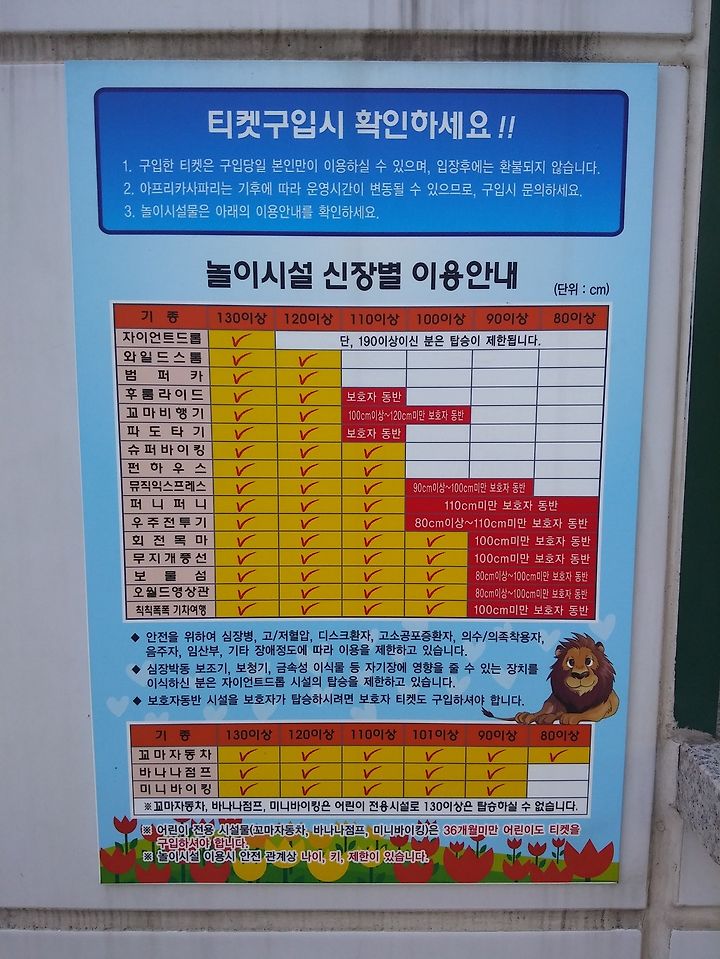 티켓구입시 확인하세요 !!
1. 구입한 티켓은 구입당일 본인만이 이용하실 수 있으며, 입장후에는 환불되지 않습니다.
2. 아프리카사파리는 기후에 따라 운영시간이 변동될 수 있으므로, 구입시 문의하세요.
3. 놀이시설물은 아래의 이용안내를 확인하세요.
놀이시설 신장별 이용안내
(단위 : cm)
기 종 130이상 120이상 110이상 100이상 90이상 80이상
자이언트드롭 ✓ 단, 190이상이신 분은 탑승이 제한됩니다.
와일드스톰 ✓ ✓
범퍼카 ✓ ✓
후룸라이드 ✓ ✓ 보호자 동반
꼬마비행기 ✓ ✓ 100cm이상~120cm미만 보호자 동반
파도타기 ✓ ✓ 보호자 동반
슈퍼바이킹 ✓ ✓ ✓
펀하우스 ✓ ✓ ✓
뮤직익스프레스 ✓ ✓ ✓ 90cm이상~100cm미만 보호자 동반
퍼니퍼니 ✓ ✓ ✓ 110cm미만 보호자 동반
우주전투기 ✓ ✓ ✓ 80cm이상~110cm미만 보호자 동반
회전목마 ✓ ✓ ✓ ✓ 100cm미만 보호자 동반
무지개풍선 ✓ ✓ ✓ ✓ 100cm미만 보호자 동반
보물섬 ✓ ✓ ✓ ✓ 80cm이상~100cm미만 보호자 동반
오월드영상관 ✓ ✓ ✓ ✓ 80cm이상~100cm미만 보호자 동반
칙칙폭폭 기차여행 ✓ ✓ ✓ ✓ 100cm미만 보호자 동반
◆ 안전을 위하여 심장병, 고/저혈압, 디스크환자, 고소공포증환자, 의수/의족착용자,
음주자, 임산부, 기타 장애정도에 따라 이용을 제한하고 있습니다.
◆ 심장박동 보조기, 보청기, 금속성 이식물 등 자기장에 영향을 줄 수 있는 장치를
이식하신 분은 자이언트드롭 시설의 탑승을 제한하고 있습니다.
◆ 보호자동반 시설을 보호자가 탑승하시려면 보호자 티켓도 구입하셔야 합니다.
기 종 130이상 120이상 110이상 101이상 90이상 80이상
꼬마자동차 ✓ ✓ ✓ ✓ ✓ ✓
바나나점프 ✓ ✓ ✓ ✓ ✓
미니바이킹 ✓ ✓ ✓ ✓ ✓
※꼬마자동차, 바나나점프, 미니바이킹은 어린이 전용시설로 130이상은 탑승하실 수 없습니다.
※ 어린이 전용 시설물(꼬마자동차, 바나나점프, 미니바이킹)은 36개월미만 어린이도 티켓을
구입하셔야 합니다.
※ 놀이시설 이용시 안전 관계상 나이, 키, 제한이 있습니다.